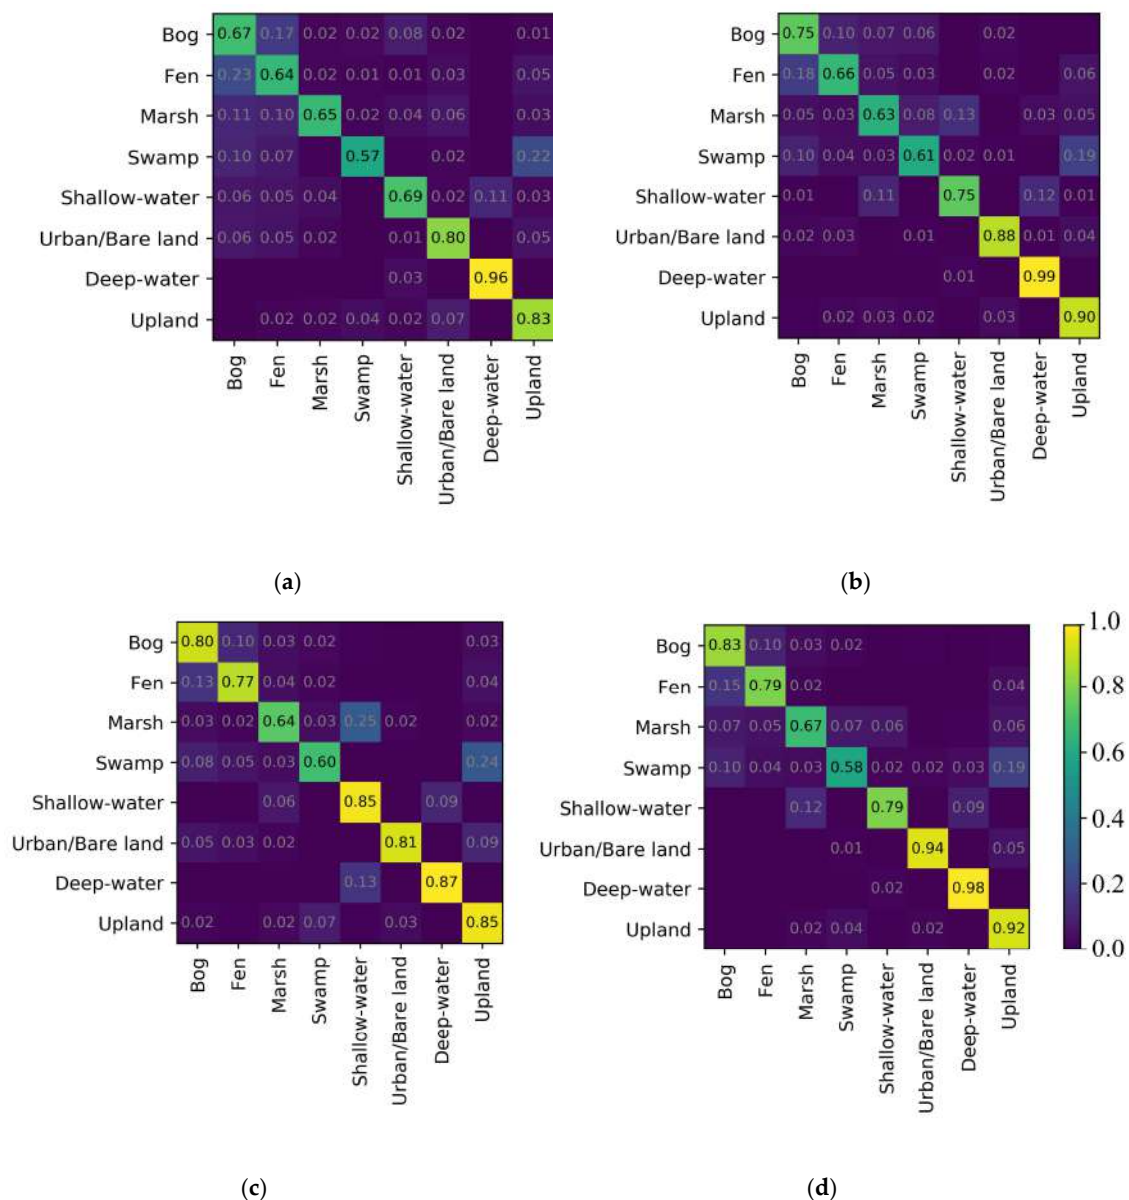 Bog 0.67 0.17 0.02 0.02 0.08 0.02 0.01
Fen 0.23 0.64 0.02 0.01 0.01 0.03 0.05
Marsh 0.11 0.10 0.65 0.02 0.04 0.06 0.03
Swamp 0.10 0.07 0.57 0.02 0.22
Shallow-water 0.06 0.05 0.04 0.69 0.02 0.11 0.03
Urban/Bare land 0.06 0.05 0.02 0.01 0.80 0.05
Deep-water 0.03 0.96
Upland 0.02 0.02 0.04 0.02 0.07 0.83
Bog Fen Marsh Swamp Shallow-water Urban/Bare land Deep-water Upland
(a)
Bog 0.75 0.10 0.07 0.06 0.02
Fen 0.18 0.66 0.05 0.03 0.02 0.06
Marsh 0.05 0.03 0.63 0.08 0.13 0.03 0.05
Swamp 0.10 0.04 0.03 0.61 0.02 0.01 0.19
Shallow-water 0.01 0.11 0.75 0.12 0.01
Urban/Bare land 0.02 0.03 0.01 0.88 0.01 0.04
Deep-water 0.01 0.99
Upland 0.02 0.03 0.02 0.03 0.90
Bog Fen Marsh Swamp Shallow-water Urban/Bare land Deep-water Upland
(b)
Bog 0.80 0.10 0.03 0.02 0.03
Fen 0.13 0.77 0.04 0.02 0.04
Marsh 0.03 0.02 0.64 0.03 0.25 0.02 0.02
Swamp 0.08 0.05 0.03 0.60 0.24
Shallow-water 0.06 0.85 0.09
Urban/Bare land 0.05 0.03 0.02 0.81 0.09
Deep-water 0.13 0.87
Upland 0.02 0.02 0.07 0.03 0.85
Bog Fen Marsh Swamp Shallow-water Urban/Bare land Deep-water Upland
(c)
Bog 0.83 0.10 0.03 0.02
Fen 0.15 0.79 0.02 0.04
Marsh 0.07 0.05 0.67 0.07 0.06 0.06
Swamp 0.10 0.04 0.03 0.58 0.02 0.02 0.03 0.19
Shallow-water 0.12 0.79 0.09
Urban/Bare land 0.01 0.94 0.05
Deep-water 0.02 0.98
Upland 0.02 0.04 0.02 0.92
Bog Fen Marsh Swamp Shallow-water Urban/Bare land Deep-water Upland
1.0
0.8
0.6
0.4
0.2
0.0
(d)